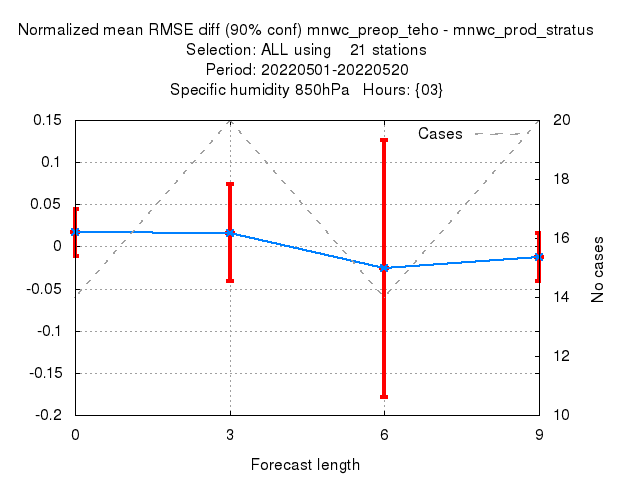 Normalized mean RMSE diff (90% conf) mnwc_preop_teho - mnwc_prod_stratus
Selection: ALL using    21 stations
Period: 20220501-20220520
Specific humidity 850hPa   Hours: {03}
Cases
0.15
0.1
0.05
0
-0.05
-0.1
-0.15
-0.2
20
18
16
14
12
10
No cases
0 3 6 9
Forecast length